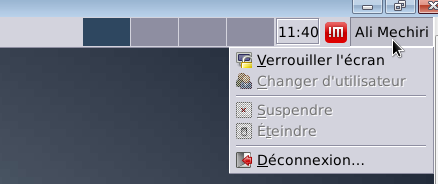 11:40 !M Ali Mechiri
Verrouiller l'écran
Changer d'utilisateur
Suspendre
Éteindre
Déconnexion...